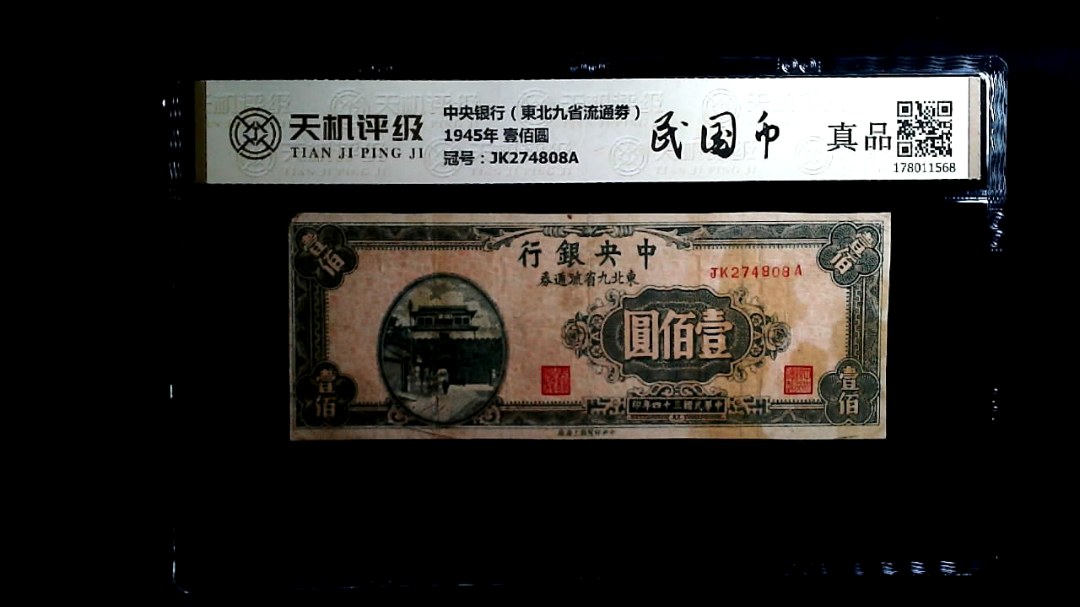 天机评级
TIAN JI PING JI
中央银行（東北九省流通券）
1945年 壹佰圆
冠号：JK274808A
民国币
真品
178011568
壹佰
壹佰
行銀央中
券通流省九北東
JK274808A
圓佰壹
壹佰
壹佰
印年四十三國民華中